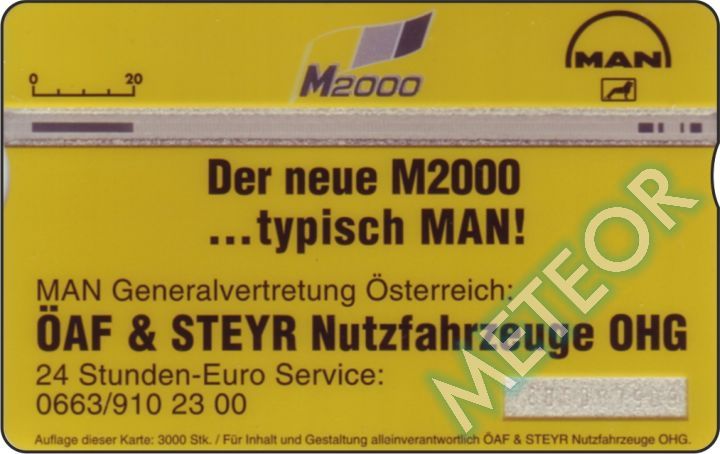 M2000
MAN
0 20
Der neue M2000
...typisch MAN!
MAN Generalvertretung Österreich:
ÖAF & STEYR Nutzfahrzeuge OHG
24 Stunden-Euro Service:
0663/910 23 00
METEOR
Auflage dieser Karte: 3000 Stk. / Für Inhalt und Gestaltung alleinverantwortlich ÖAF & STEYR Nutzfahrzeuge OHG.